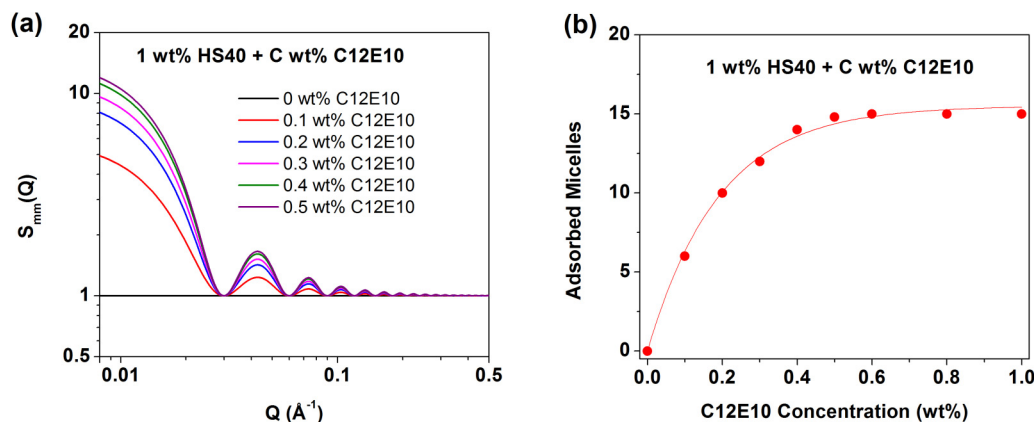 (a)
1 wt% HS40 + C wt% C12E10
0 wt% C12E10
0.1 wt% C12E10
0.2 wt% C12E10
0.3 wt% C12E10
0.4 wt% C12E10
0.5 wt% C12E10
20
10
1
0.5
Smm(Q)
0.01
0.1
0.5
Q (Å-1)
(b)
1 wt% HS40 + C wt% C12E10
20
15
10
5
0
Adsorbed Micelles
0.0 0.2 0.4 0.6 0.8 1.0
C12E10 Concentration (wt%)